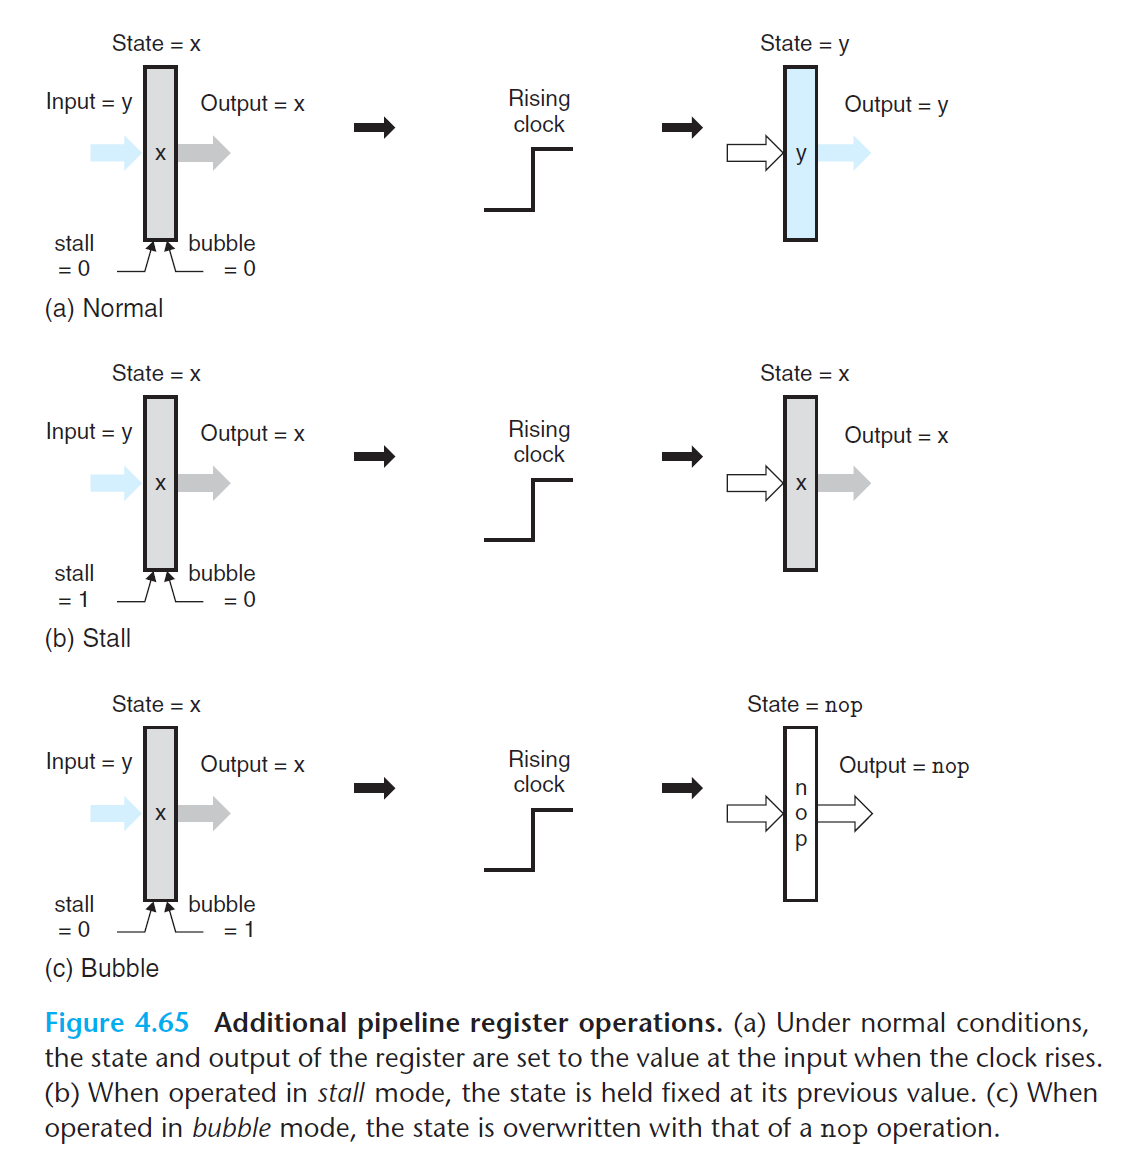 State = x
State = y
Input = y
Output = x
Rising
clock
Output = y
x
y
stall
= 0
bubble
= 0
(a) Normal
State = x
State = x
Input = y
Output = x
Rising
clock
Output = x
x
x
stall
= 1
bubble
= 0
(b) Stall
State = x
State = nop
Input = y
Output = x
Rising
clock
Output = nop
x
n
o
p
stall
= 0
bubble
= 1
(c) Bubble
Figure 4.65 Additional pipeline register operations. (a) Under normal conditions,
the state and output of the register are set to the value at the input when the clock rises.
(b) When operated in stall mode, the state is held fixed at its previous value. (c) When
operated in bubble mode, the state is overwritten with that of a nop operation.